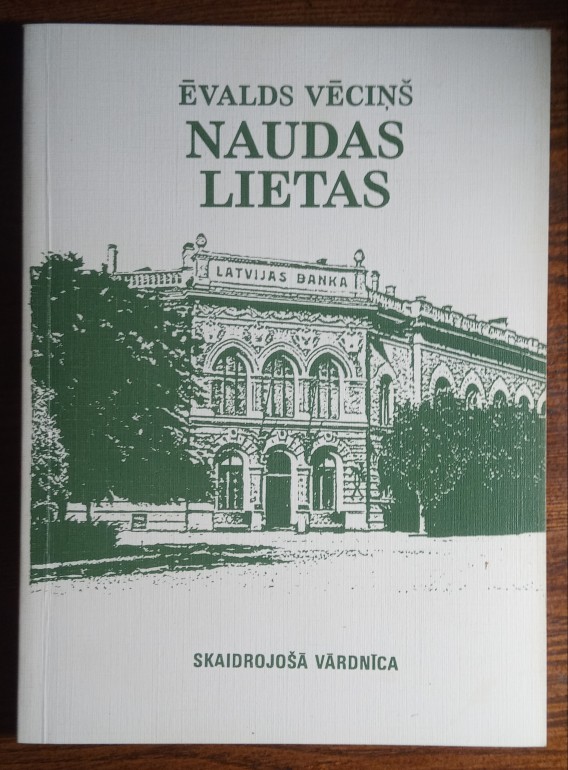 ĒVALDS VĒCIŅŠ
NAUDAS
LIETAS
LATVIJAS BANKA
SKAIDROJOŠĀ VĀRDNĪCA